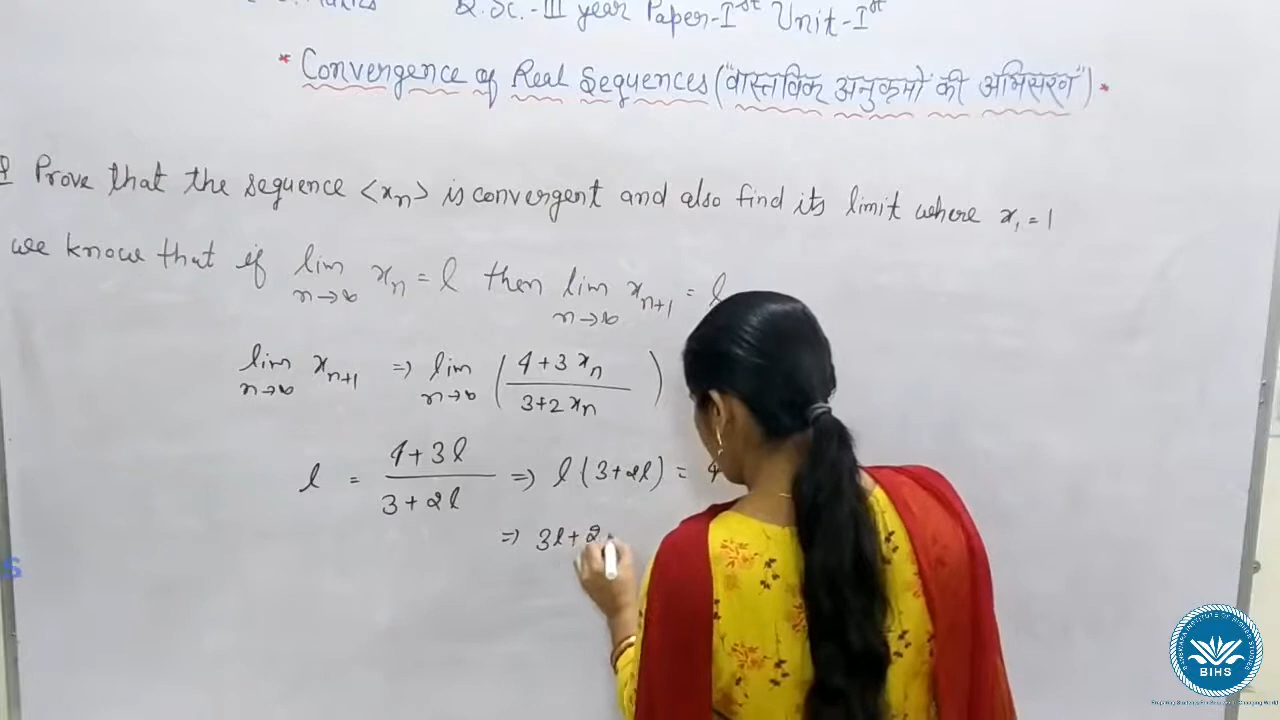 B.Sc.-III year Paper-Ist Unit-Ist
* Convergence of Real Sequences ("वास्तविक अनुक्रमों की अभिसरण") *
Prove that the sequence <xn> is convergent and also find its limit where x1 = 1
we know that if lim n→∞ xn = l then lim n→∞ xn+1 = l
lim n→∞ xn+1 => lim n→∞ (4+3xn / 3+2xn)
l = 4+3l / 3+2l => l(3+2l) = 4
=> 3l+2
S
BIHS